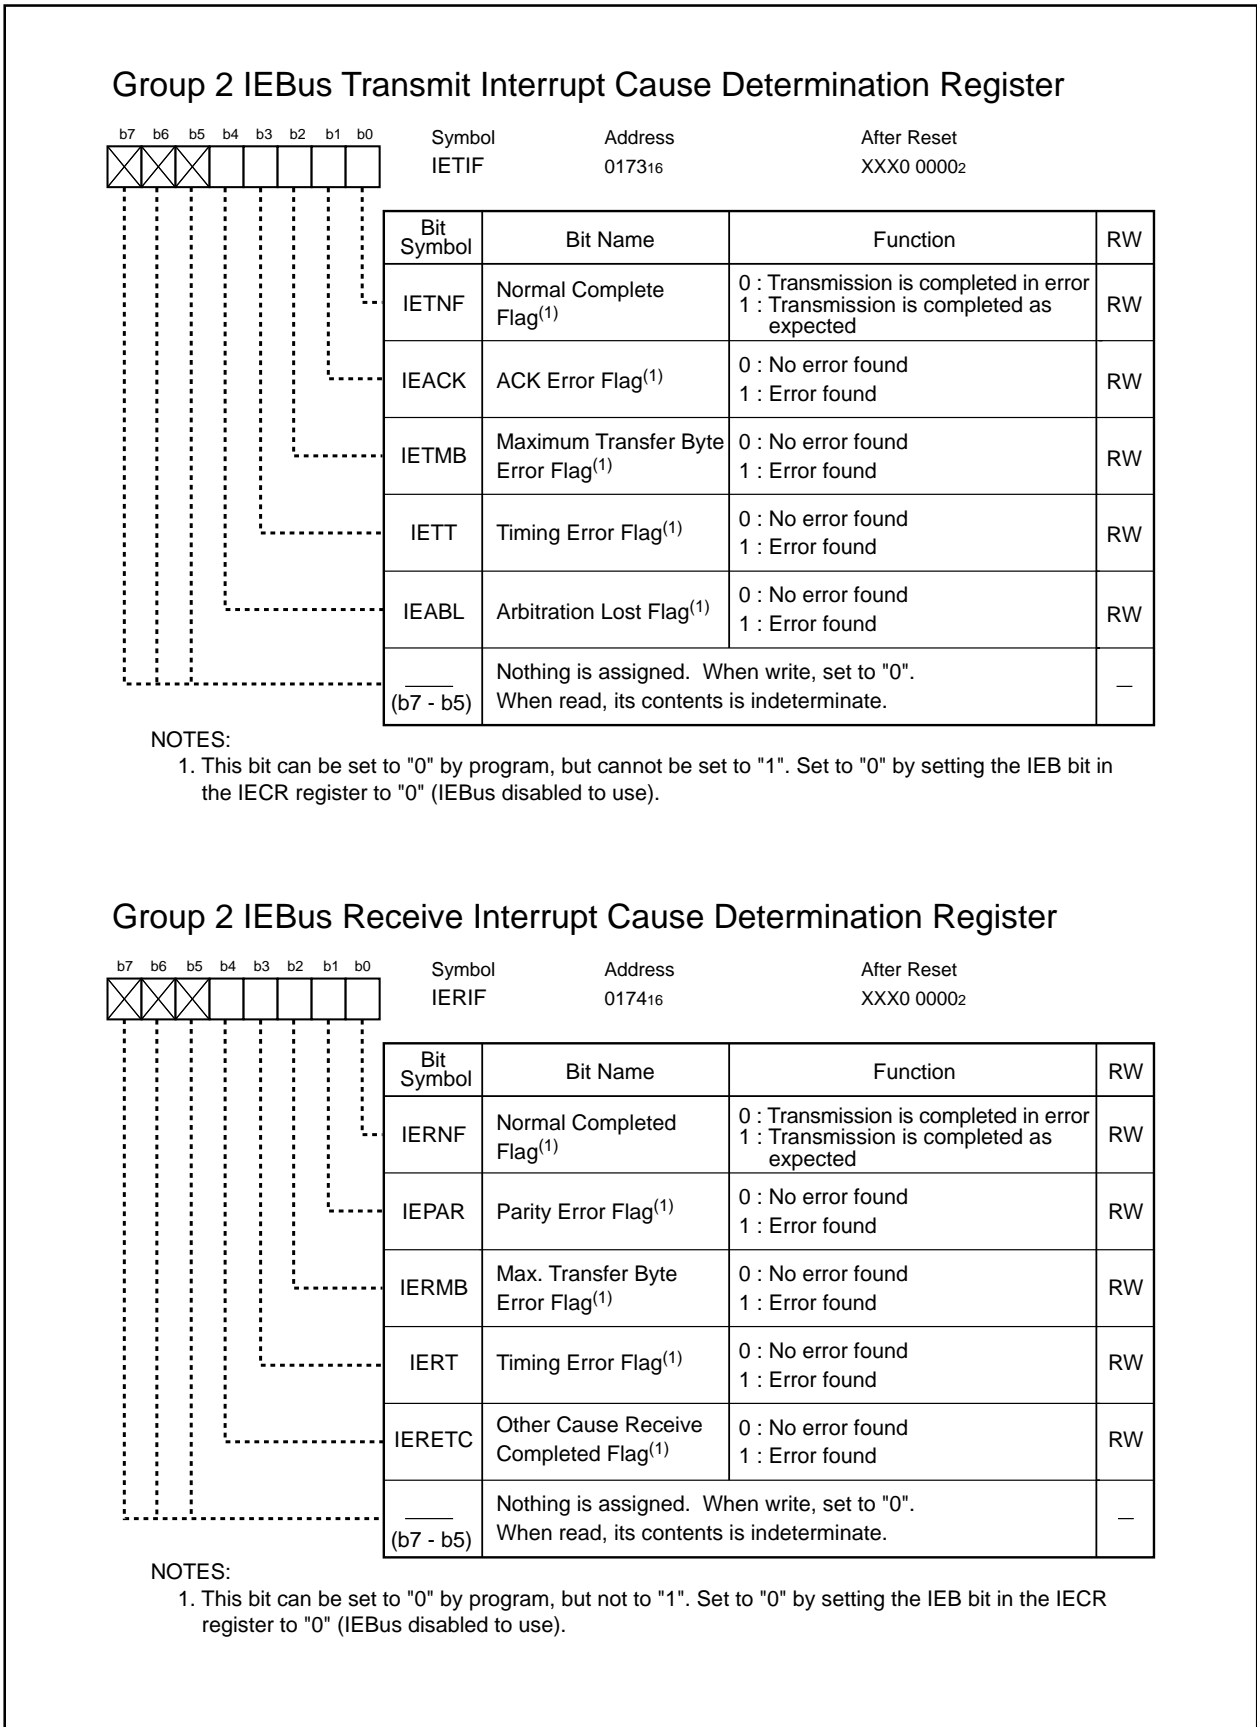 Group 2 IEBus Transmit Interrupt Cause Determination Register
b7 b6 b5 b4 b3 b2 b1 b0
Symbol Address After Reset
IETIF 017316 XXX0 00002
Bit Symbol Bit Name Function RW
IETNF Normal Complete Flag(1) 0 : Transmission is completed in error
1 : Transmission is completed as expected RW
IEACK ACK Error Flag(1) 0 : No error found
1 : Error found RW
IETMB Maximum Transfer Byte Error Flag(1) 0 : No error found
1 : Error found RW
IETT Timing Error Flag(1) 0 : No error found
1 : Error found RW
IEABL Arbitration Lost Flag(1) 0 : No error found
1 : Error found RW
(b7 - b5) Nothing is assigned. When write, set to "0".
When read, its contents is indeterminate. —
NOTES:
1. This bit can be set to "0" by program, but cannot be set to "1". Set to "0" by setting the IEB bit in
the IECR register to "0" (IEBus disabled to use).
Group 2 IEBus Receive Interrupt Cause Determination Register
b7 b6 b5 b4 b3 b2 b1 b0
Symbol Address After Reset
IERIF 017416 XXX0 00002
Bit Symbol Bit Name Function RW
IERNF Normal Completed Flag(1) 0 : Transmission is completed in error
1 : Transmission is completed as expected RW
IEPAR Parity Error Flag(1) 0 : No error found
1 : Error found RW
IERMB Max. Transfer Byte Error Flag(1) 0 : No error found
1 : Error found RW
IERT Timing Error Flag(1) 0 : No error found
1 : Error found RW
IERETC Other Cause Receive Completed Flag(1) 0 : No error found
1 : Error found RW
(b7 - b5) Nothing is assigned. When write, set to "0".
When read, its contents is indeterminate. —
NOTES:
1. This bit can be set to "0" by program, but not to "1". Set to "0" by setting the IEB bit in the IECR
register to "0" (IEBus disabled to use).